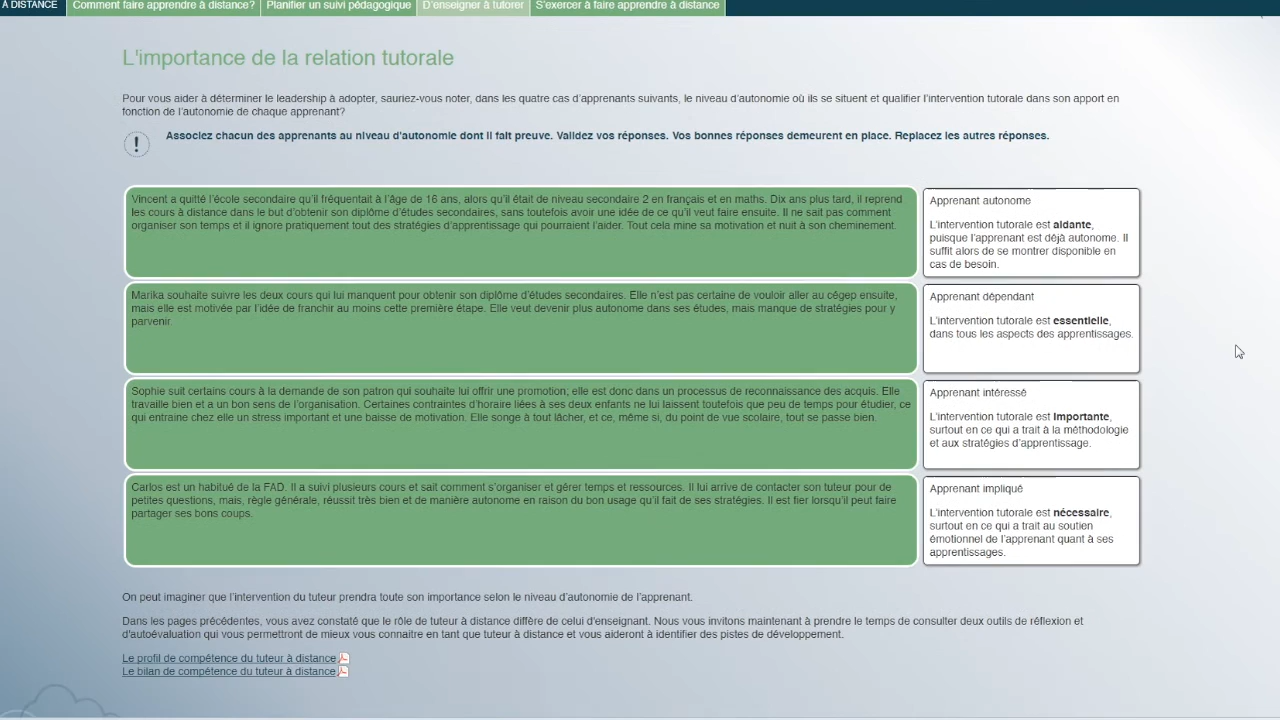 À DISTANCE
Comment faire apprendre à distance?
Planifier un suivi pédagogique
D'enseigner à tutorer
S'exercer à faire apprendre à distance
L'importance de la relation tutorale
Pour vous aider à déterminer le leadership à adopter, sauriez-vous noter, dans les quatre cas d'apprenants suivants, le niveau d'autonomie où ils se situent et qualifier l'intervention tutorale dans son apport en
fonction de l'autonomie de chaque apprenant?
!
Associez chacun des apprenants au niveau d'autonomie dont il fait preuve. Validez vos réponses. Vos bonnes réponses demeurent en place. Replacez les autres réponses.
Vincent a quitté l'école secondaire qu'il fréquentait à l'âge de 16 ans, alors qu'il était de niveau secondaire 2 en français et en maths. Dix ans plus tard, il reprend
les cours à distance dans le but d'obtenir son diplôme d'études secondaires, sans toutefois avoir une idée de ce qu'il veut faire ensuite. Il ne sait pas comment
organiser son temps et il ignore pratiquement tout des stratégies d'apprentissage qui pourraient l'aider. Tout cela mine sa motivation et nuit à son cheminement.
Apprenant autonome
L'intervention tutorale est aidante,
puisque l'apprenant est déjà autonome. Il
suffit alors de se montrer disponible en
cas de besoin.
Marika souhaite suivre les deux cours qui lui manquent pour obtenir son diplôme d'études secondaires. Elle n'est pas certaine de vouloir aller au cégep ensuite,
mais elle est motivée par l'idée de franchir au moins cette première étape. Elle veut devenir plus autonome dans ses études, mais manque de stratégies pour y
parvenir.
Apprenant dépendant
L'intervention tutorale est essentielle,
dans tous les aspects des apprentissages.
Sophie suit certains cours à la demande de son patron qui souhaite lui offrir une promotion; elle est donc dans un processus de reconnaissance des acquis. Elle
travaille bien et a un bon sens de l'organisation. Certaines contraintes d'horaire liées à ses deux enfants ne lui laissent toutefois que peu de temps pour étudier, ce
qui entraine chez elle un stress important et une baisse de motivation. Elle songe à tout lâcher, et ce, même si, du point de vue scolaire, tout se passe bien.
Apprenant intéressé
L'intervention tutorale est importante,
surtout en ce qui a trait à la méthodologie
et aux stratégies d'apprentissage.
Carlos est un habitué de la FAD. Il a suivi plusieurs cours et sait comment s'organiser et gérer temps et ressources. Il lui arrive de contacter son tuteur pour de
petites questions, mais, règle générale, réussit très bien et de manière autonome en raison du bon usage qu'il fait de ses stratégies. Il est fier lorsqu'il peut faire
partager ses bons coups.
Apprenant impliqué
L'intervention tutorale est nécessaire,
surtout en ce qui a trait au soutien
émotionnel de l'apprenant quant à ses
apprentissages.
On peut imaginer que l'intervention du tuteur prendra toute son importance selon le niveau d'autonomie de l'apprenant.
Dans les pages précédentes, vous avez constaté que le rôle de tuteur à distance diffère de celui d'enseignant. Nous vous invitons maintenant à prendre le temps de consulter deux outils de réflexion et
d'autoévaluation qui vous permettront de mieux vous connaitre en tant que tuteur à distance et vous aideront à identifier des pistes de développement.
Le profil de compétence du tuteur à distance
Le bilan de compétence du tuteur à distance